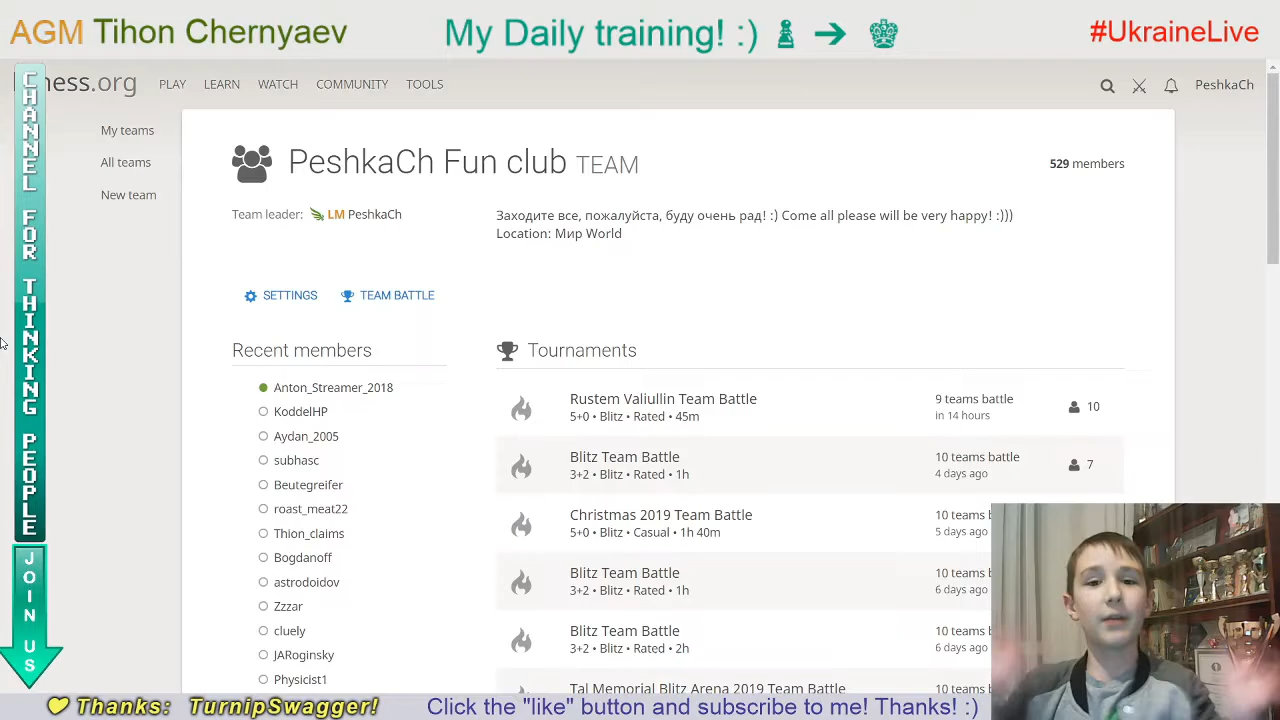 AGM Tihon Chernyaev
My Daily training! :)
#UkraineLive
CHANNEL FOR THINKING PEOPLE
JOIN US
ness.org
PLAY
LEARN
WATCH
COMMUNITY
TOOLS
PeshkaCh
My teams
All teams
New team
PeshkaCh Fun club TEAM
529 members
Team leader: LM PeshkaCh
Заходите все, пожалуйста, буду очень рад! :) Come all please will be very happy! :)))
Location: Мир World
SETTINGS
TEAM BATTLE
Recent members
Anton_Streamer_2018
KoddelHP
Aydan_2005
subhasc
Beutegreifer
roast_meat22
Thion_claims
Bogdanoff
astrodoidov
Zzzar
cluely
JARoginsky
Physicist1
Tournaments
Rustem Valiullin Team Battle
5+0 • Blitz • Rated • 45m
9 teams battle
in 14 hours
10
Blitz Team Battle
3+2 • Blitz • Rated • 1h
10 teams battle
4 days ago
7
Christmas 2019 Team Battle
5+0 • Blitz • Casual • 1h 40m
10 teams b
5 days ago
Blitz Team Battle
3+2 • Blitz • Rated • 1h
10 teams b
6 days ago
Blitz Team Battle
3+2 • Blitz • Rated • 2h
10 teams b
6 days ago
Tal Memorial Blitz Arena 2019 Team Battle
10 teams b
Thanks: TurnipSwagger!
Click the "like" button and subscribe to me! Thanks! :)